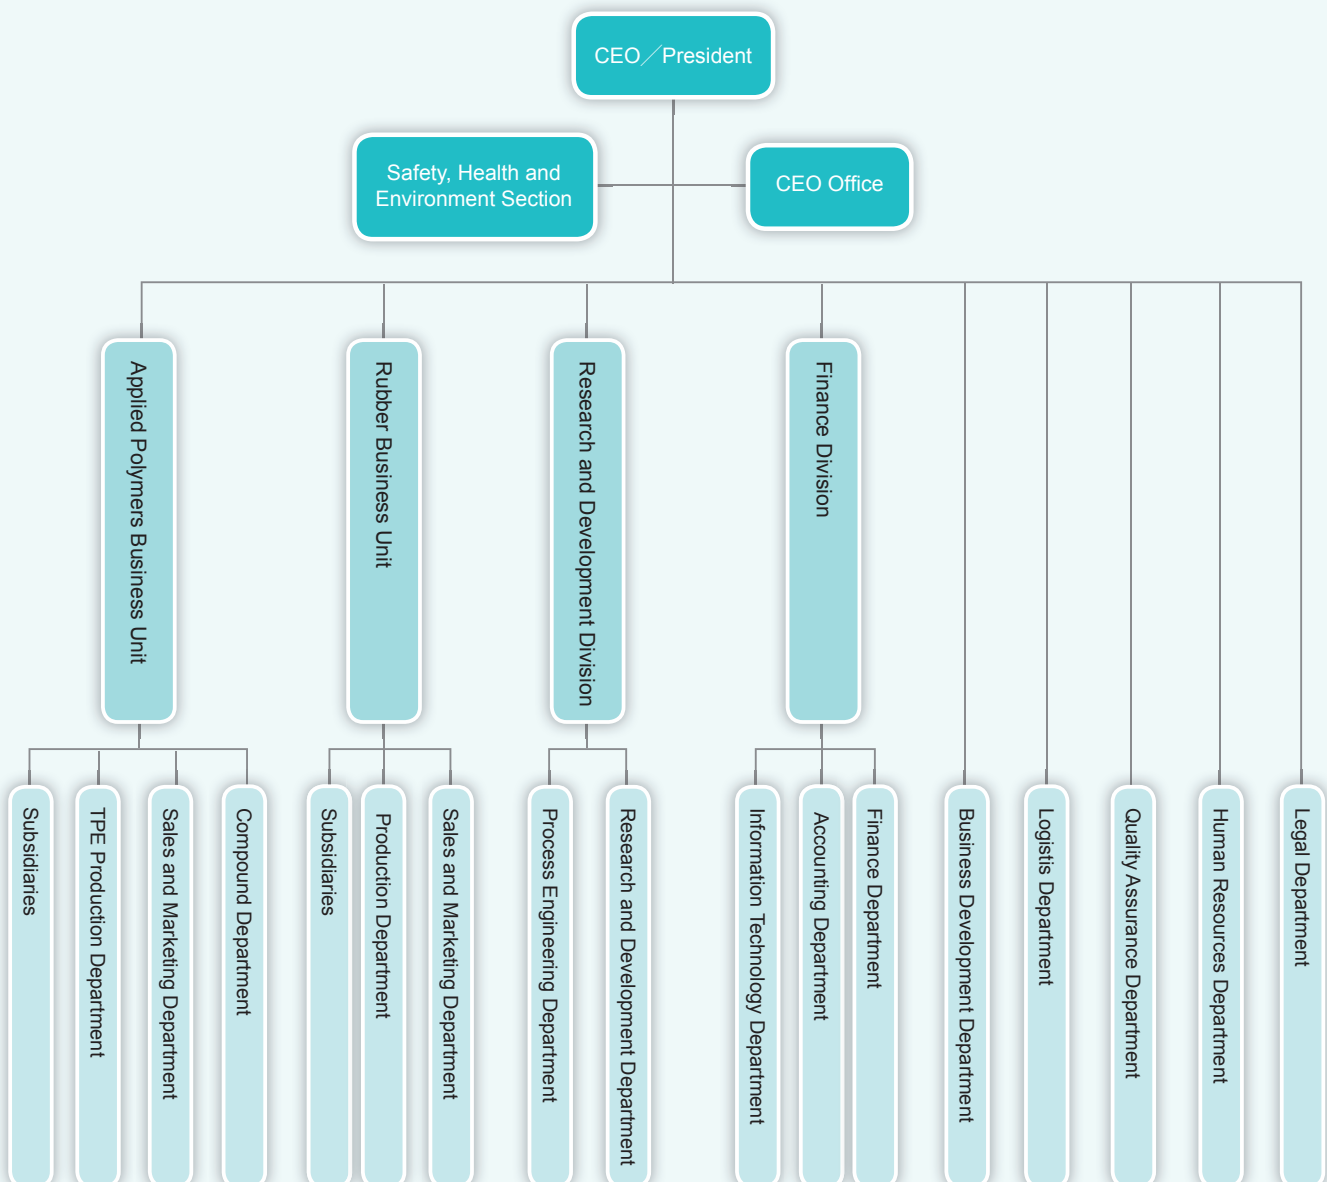 CEO／President
Safety, Health and
Environment Section
CEO Office
Applied Polymers Business Unit
Rubber Business Unit
Research and Development Division
Finance Division
Subsidiaries
TPE Production Department
Sales and Marketing Department
Compound Department
Subsidiaries
Production Department
Sales and Marketing Department
Process Engineering Department
Research and Development Department
Information Technology Department
Accounting Department
Finance Department
Business Development Department
Logistis Department
Quality Assurance Department
Human Resources Department
Legal Department